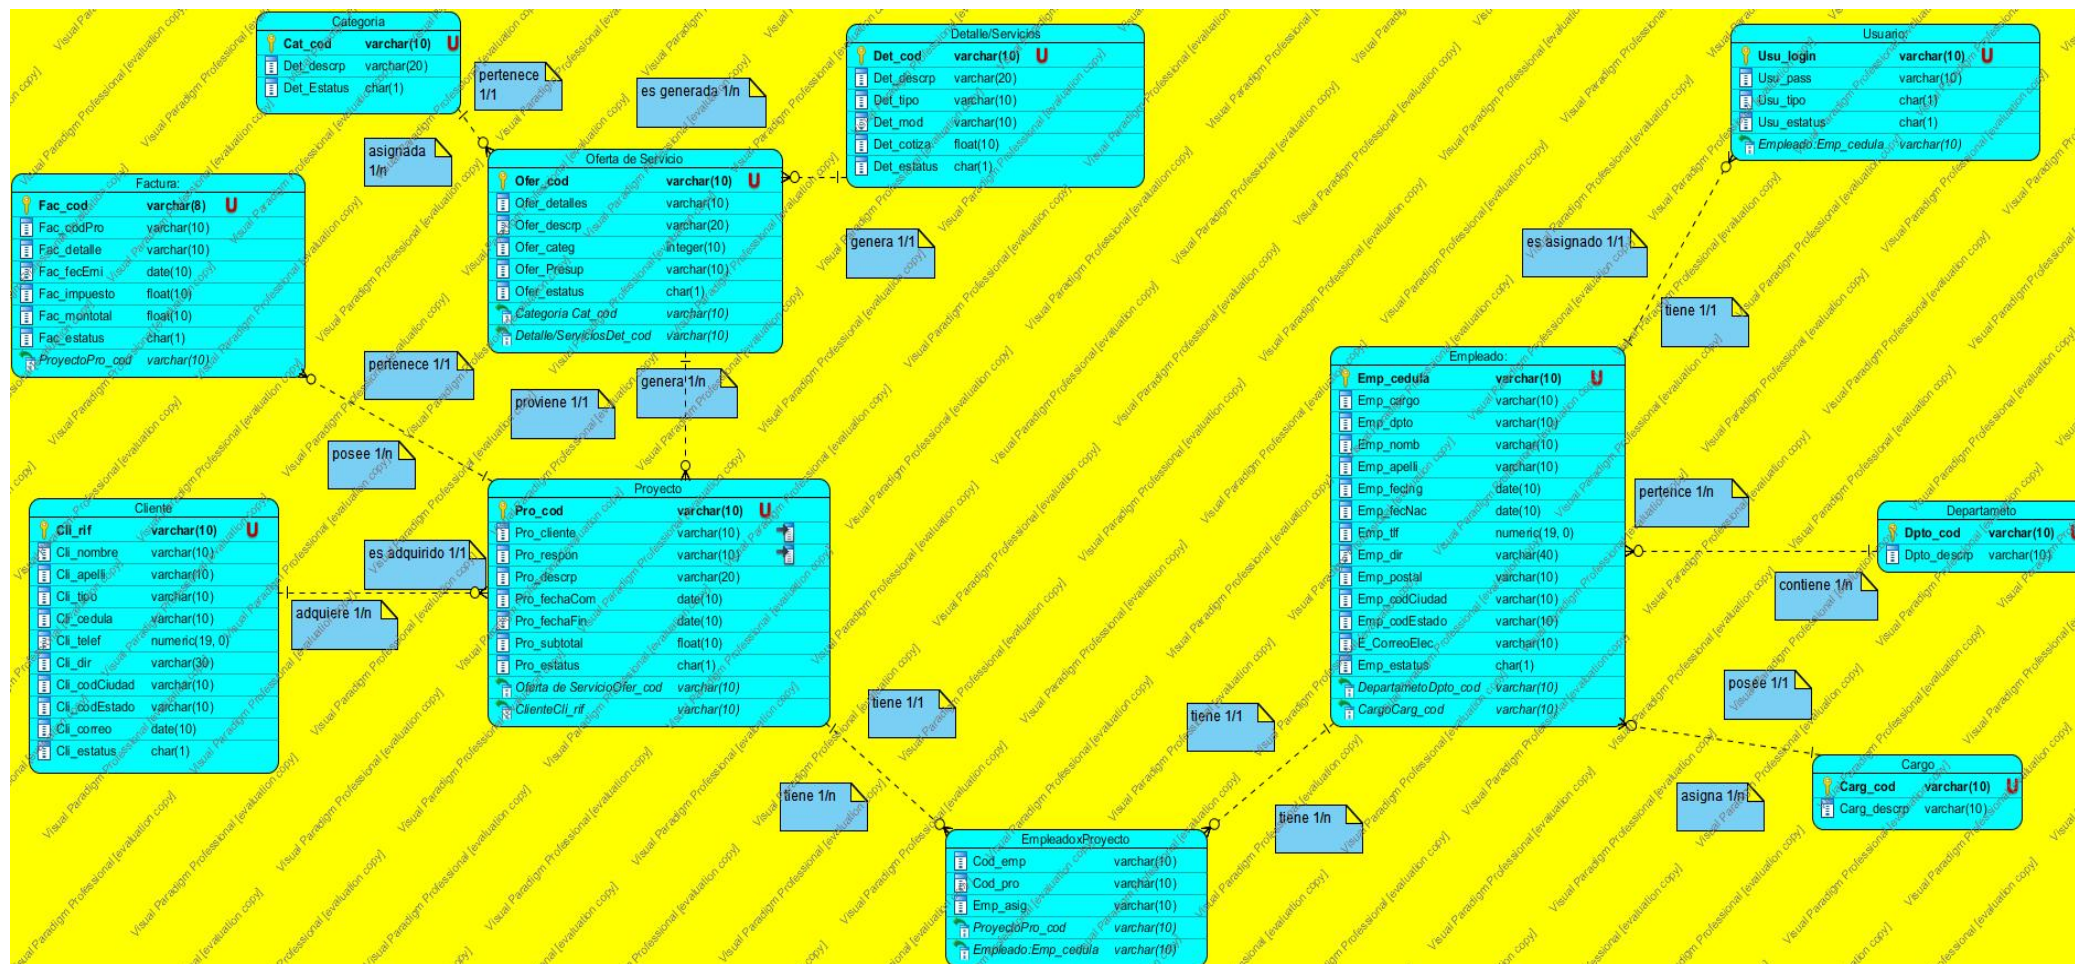 Categoria
Cat_cod varchar(10) U
Det_descrp varchar(20)
Det_Estatus char(1)
pertenece
1/1
es generada 1/n
Detalle/Servicios
Det_cod varchar(10) U
Det_descrp varchar(20)
Det_tipo varchar(10)
Det_mod varchar(10)
Det_cotiza float(10)
Det_estatus char(1)
Usuario:
Usu_login varchar(10) U
Usu_pass varchar(10)
Usu_tipo char(1)
Usu_estatus char(1)
Empleado:Emp_cedula varchar(10)
asignada
1/n
Oferta de Servicio
Ofer_cod varchar(10) U
Ofer_detalles varchar(10)
Ofer_descrp varchar(20)
Ofer_categ integer(10)
Ofer_Presup varchar(10)
Ofer_estatus char(1)
Categoria Cat_cod varchar(10)
Detalle/ServiciosDet_cod varchar(10)
Factura:
Fac_cod varchar(8) U
Fac_codPro varchar(10)
Fac_detalle varchar(10)
Fac_fecEmi date(10)
Fac_impuesto float(10)
Fac_montotal float(10)
Fac_estatus char(1)
ProyectoPro_cod varchar(10)
genera 1/1
es asignado 1/1
tiene 1/1
pertenece 1/1
proviene 1/1
genera 1/n
posee 1/n
Empleado:
Emp_cedula varchar(10) U
Emp_cargo varchar(10)
Emp_dpto varchar(10)
Emp_nomb varchar(10)
Emp_apelli varchar(10)
Emp_fecIng date(10)
Emp_fecNac date(10)
Emp_tlf numeric(19, 0)
Emp_dir varchar(40)
Emp_postal varchar(10)
Emp_codCiudad varchar(10)
Emp_codEstado varchar(10)
E_CorreoElec varchar(10)
Emp_estatus char(1)
DepartametoDpto_cod varchar(10)
CargoCarg_cod varchar(10)
pertence 1/n
Departameto
Dpto_cod varchar(10) U
Dpto_descrp varchar(10)
contiene 1/n
Cliente
Cli_rif varchar(10) U
Cli_nombre varchar(10)
Cli_apelli varchar(10)
Cli_tipo varchar(10)
Cli_cedula varchar(10)
Cli_telef numeric(19, 0)
Cli_dir varchar(30)
Cli_codCiudad varchar(10)
Cli_codEstado varchar(10)
Cli_correo date(10)
Cli_estatus char(1)
es adquirido 1/1
adquiere 1/n
Proyecto
Pro_cod varchar(10) U
Pro_cliente varchar(10)
Pro_respon varchar(10)
Pro_descrp varchar(20)
Pro_fechaCom date(10)
Pro_fechaFin date(10)
Pro_subtotal float(10)
Pro_estatus char(1)
Oferta de ServicioOfer_cod varchar(10)
ClienteCli_rif varchar(10)
tiene 1/1
tiene 1/1
posee 1/1
tiene 1/n
tiene 1/n
asigna 1/n
Cargo
Carg_cod varchar(10) U
Carg_descrp varchar(10)
EmpleadoxProyecto
Cod_emp varchar(10)
Cod_pro varchar(10)
Emp_asig varchar(10)
ProyectoPro_cod varchar(10)
Empleado:Emp_cedula varchar(10)
Visual Paradigm Professional [evaluation copy]